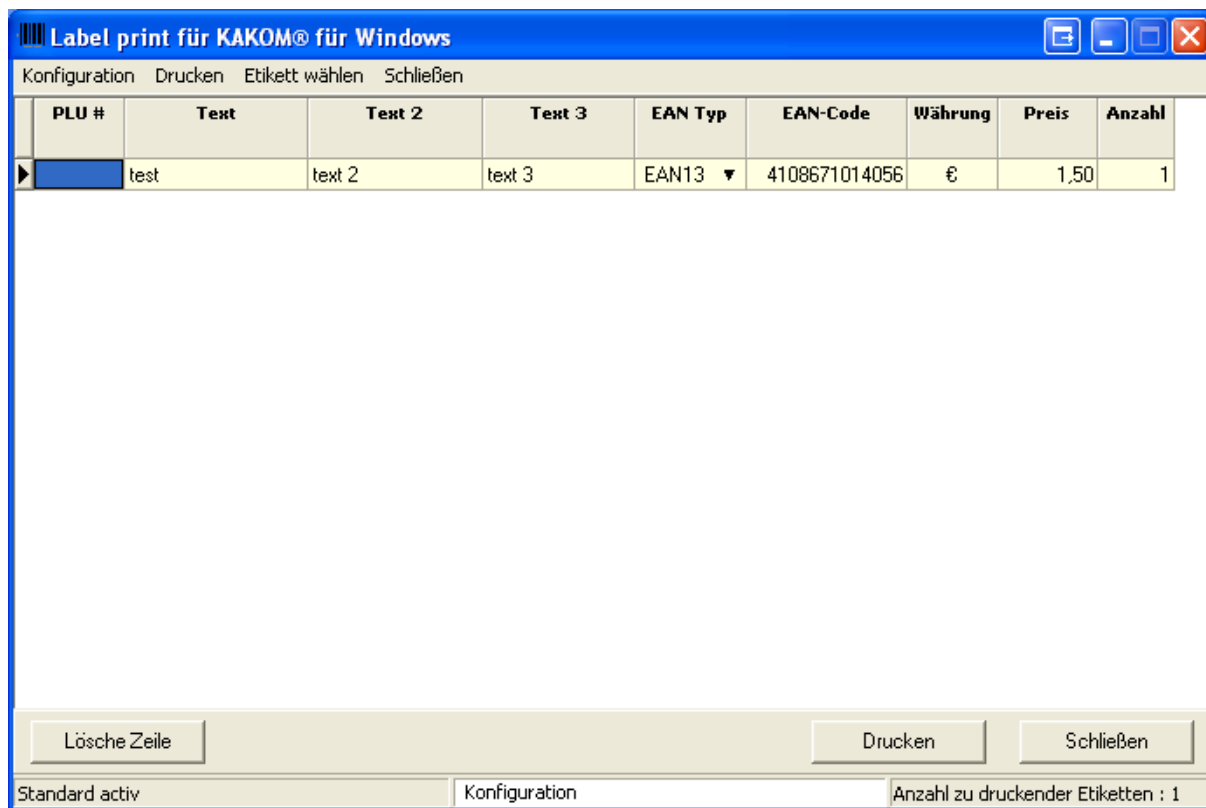 Label print für KAKOM® für Windows
Konfiguration Drucken Etikett wählen Schließen
PLU # Text Text 2 Text 3 EAN Typ EAN-Code Währung Preis Anzahl
test text 2 text 3 EAN13 4108671014056 € 1,50 1
Lösche Zeile Drucken Schließen
Standard activ Konfiguration Anzahl zu druckender Etiketten : 1